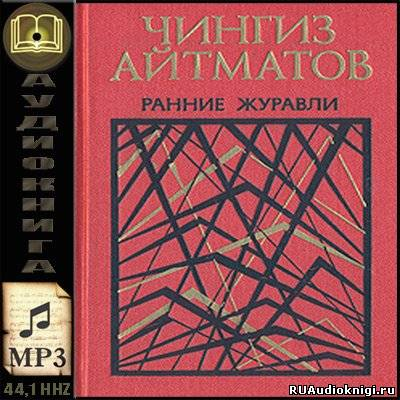 АУДИОКНИГА
MP3
44,1 HHZ
ЧИНГИЗ
АЙТМАТОВ
РАННИЕ ЖУРАВЛИ
RUAudioknigi.ru